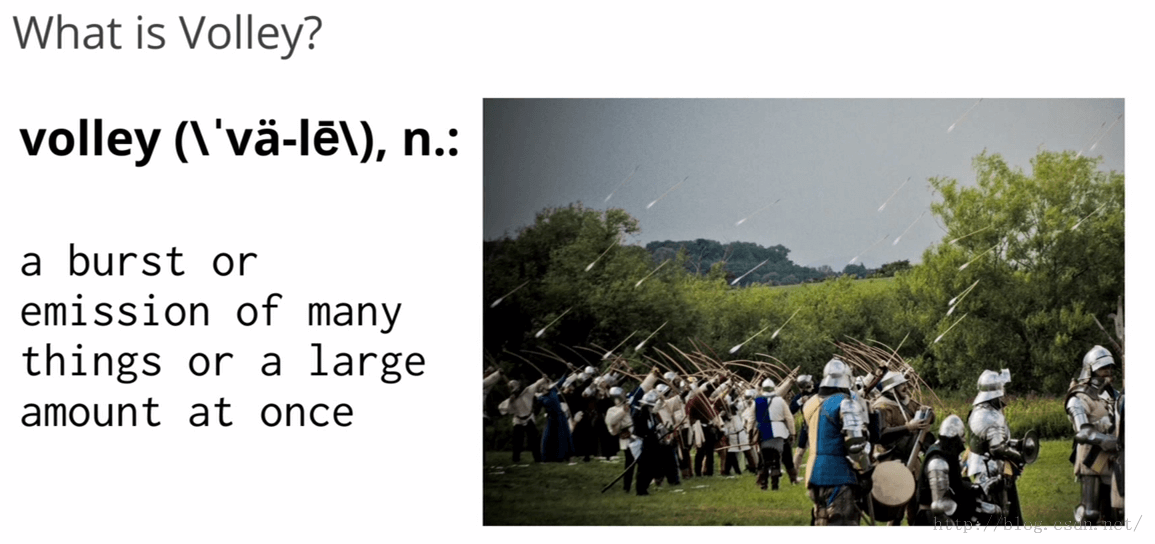 What is Volley?
volley (\ˈvä-lē\), n.:
a burst or
emission of many
things or a large
amount at once
http://blog.csdn.net/